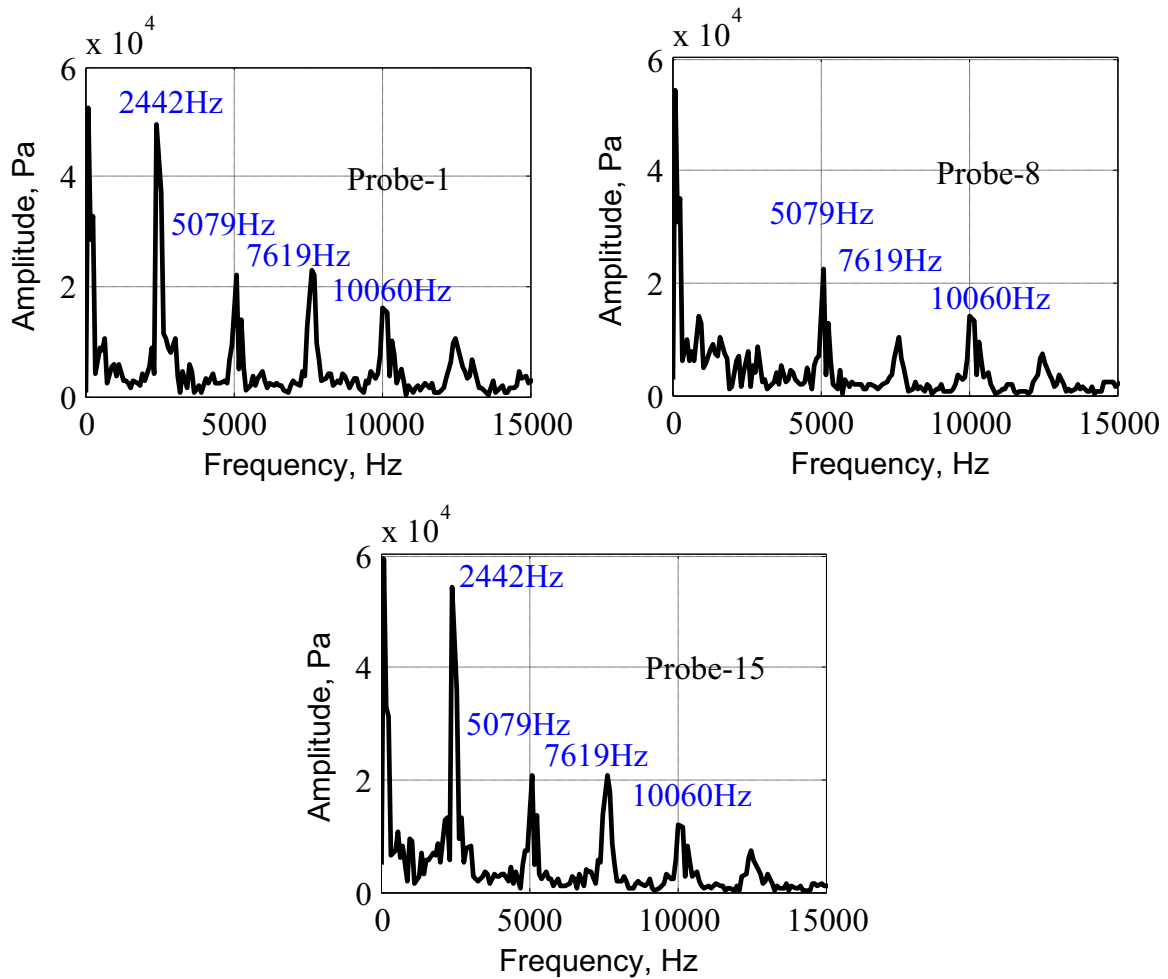 x 10^4
6
4
2
0
Amplitude, Pa
2442Hz
5079Hz
7619Hz
10060Hz
Probe-1
0 5000 10000 15000
Frequency, Hz
x 10^4
6
4
2
0
Amplitude, Pa
Probe-8
5079Hz
7619Hz
10060Hz
0 5000 10000 15000
Frequency, Hz
x 10^4
6
4
2
0
Amplitude, Pa
2442Hz
Probe-15
5079Hz
7619Hz
10060Hz
0 5000 10000 15000
Frequency, Hz